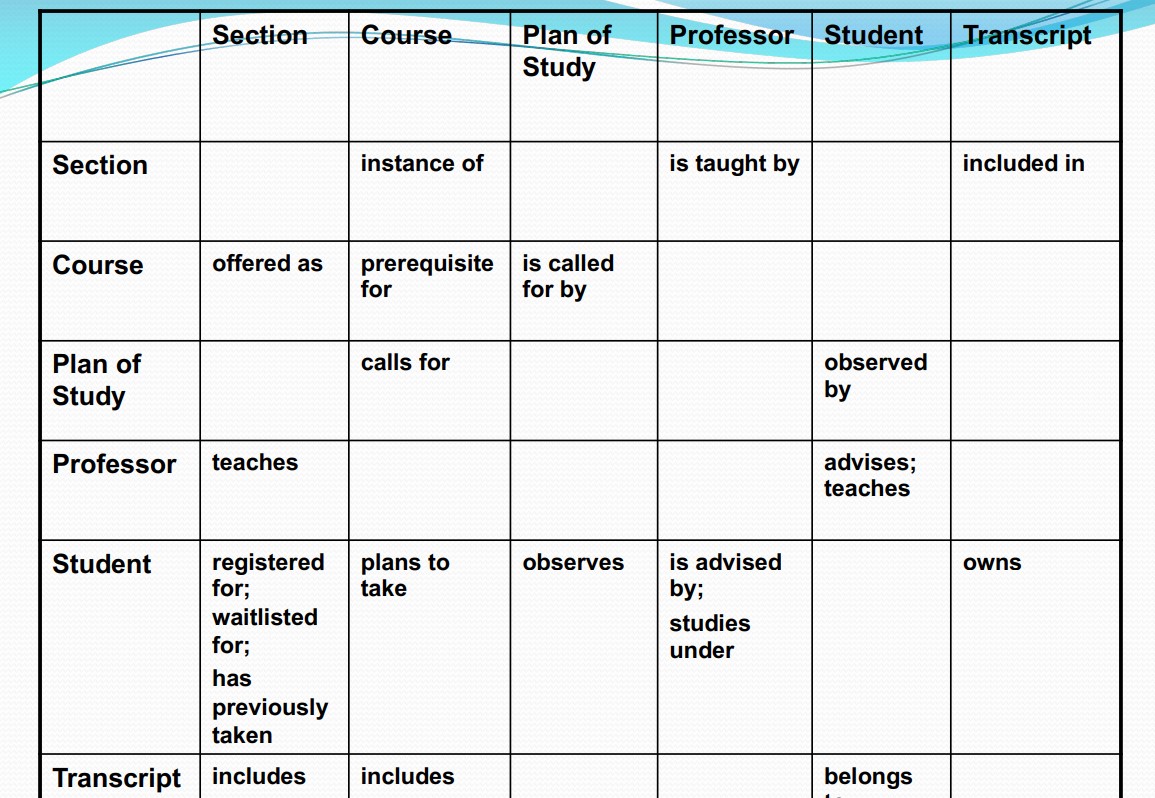 Section Course Plan of Professor Student Transcript
Study
Section instance of is taught by included in
Course offered as prerequisite is called
for for by
Plan of calls for observed
Study by
Professor teaches advises;
teaches
Student registered plans to observes is advised owns
for; take by;
waitlisted studies
for; under
has
previously
taken
Transcript includes includes belongs